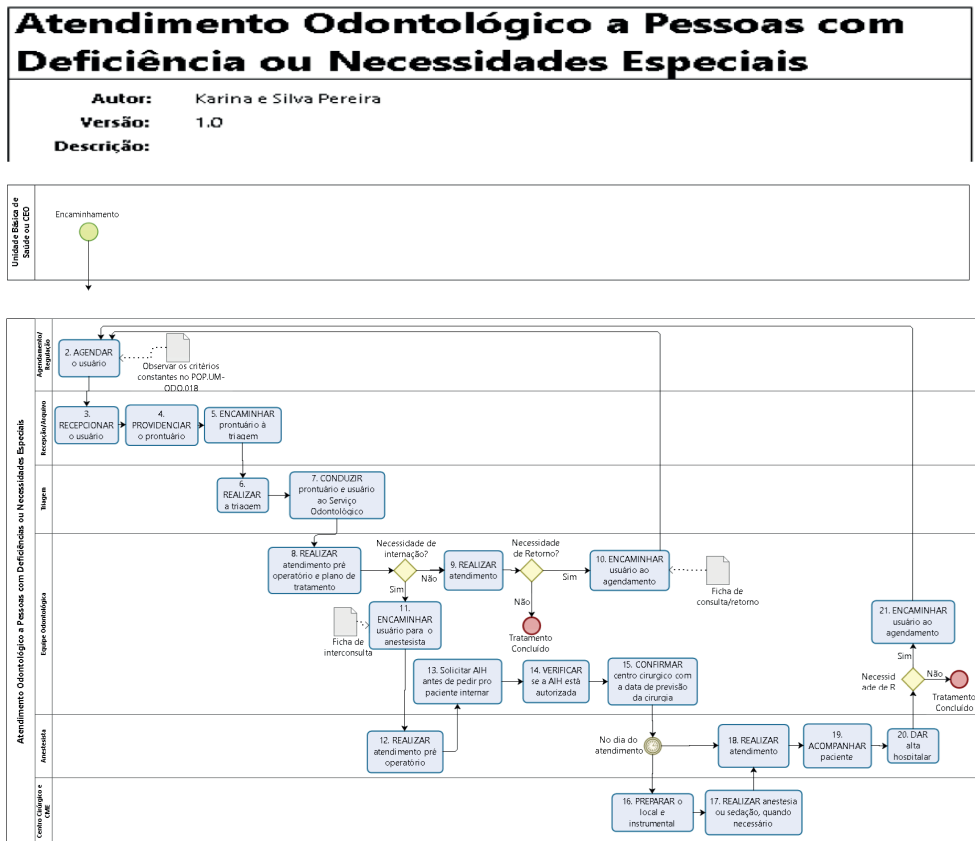 Atendimento Odontológico a Pessoas com
Deficiência ou Necessidades Especiais
Autor: Karina e Silva Pereira
Versão: 1.0
Descrição:
Unidade Básica de
Saúde ou CEO
Encaminhamento
Atendimento Odontológico a Pessoas com Deficiências ou Necessidades Especiais
Agendamento/
Regulação
2. AGENDAR
o usuário
Observar os critérios
constantes no POP.UM-
ODO.018
Recepção/Arquivo
3.
RECEPCIONAR
o usuário
4.
PROVIDENCIAR
o prontuário
5. ENCAMINHAR
prontuário à
triagem
Triagem
6.
REALIZAR
a triagem
7. CONDUZIR
prontuário e usuário
ao Serviço
Odontológico
Equipe Odontológica
8. REALIZAR
atendimento pré
operatório e plano de
tratamento
Necessidade de
internação?
Não
Sim
9. REALIZAR
atendimento
Necessidade
de Retorno?
Sim
Não
Tratamento
Concluído
10. ENCAMINHAR
usuário ao
agendamento
Ficha de
consulta/retorno
11.
ENCAMINHAR
usuário para o
anestesista
Ficha de
interconsulta
13. Solicitar AIH
antes de pedir pro
paciente internar
14. VERIFICAR
se a AIH está
autorizada
15. CONFIRMAR
centro cirurgico com
a data de previsão
da cirurgia
21. ENCAMINHAR
usuário ao
agendamento
Sim
Necessid
ade de R
Não
Tratamento
Concluído
Anestesista
12. REALIZAR
atendimento pré
operatório
No dia do
atendimento
18. REALIZAR
atendimento
19.
ACOMPANHAR
paciente
20. DAR
alta
hospitalar
Centro Cirúrgico e
CME
16. PREPARAR o
local e
instrumental
17. REALIZAR anestesia
ou sedação, quando
necessário